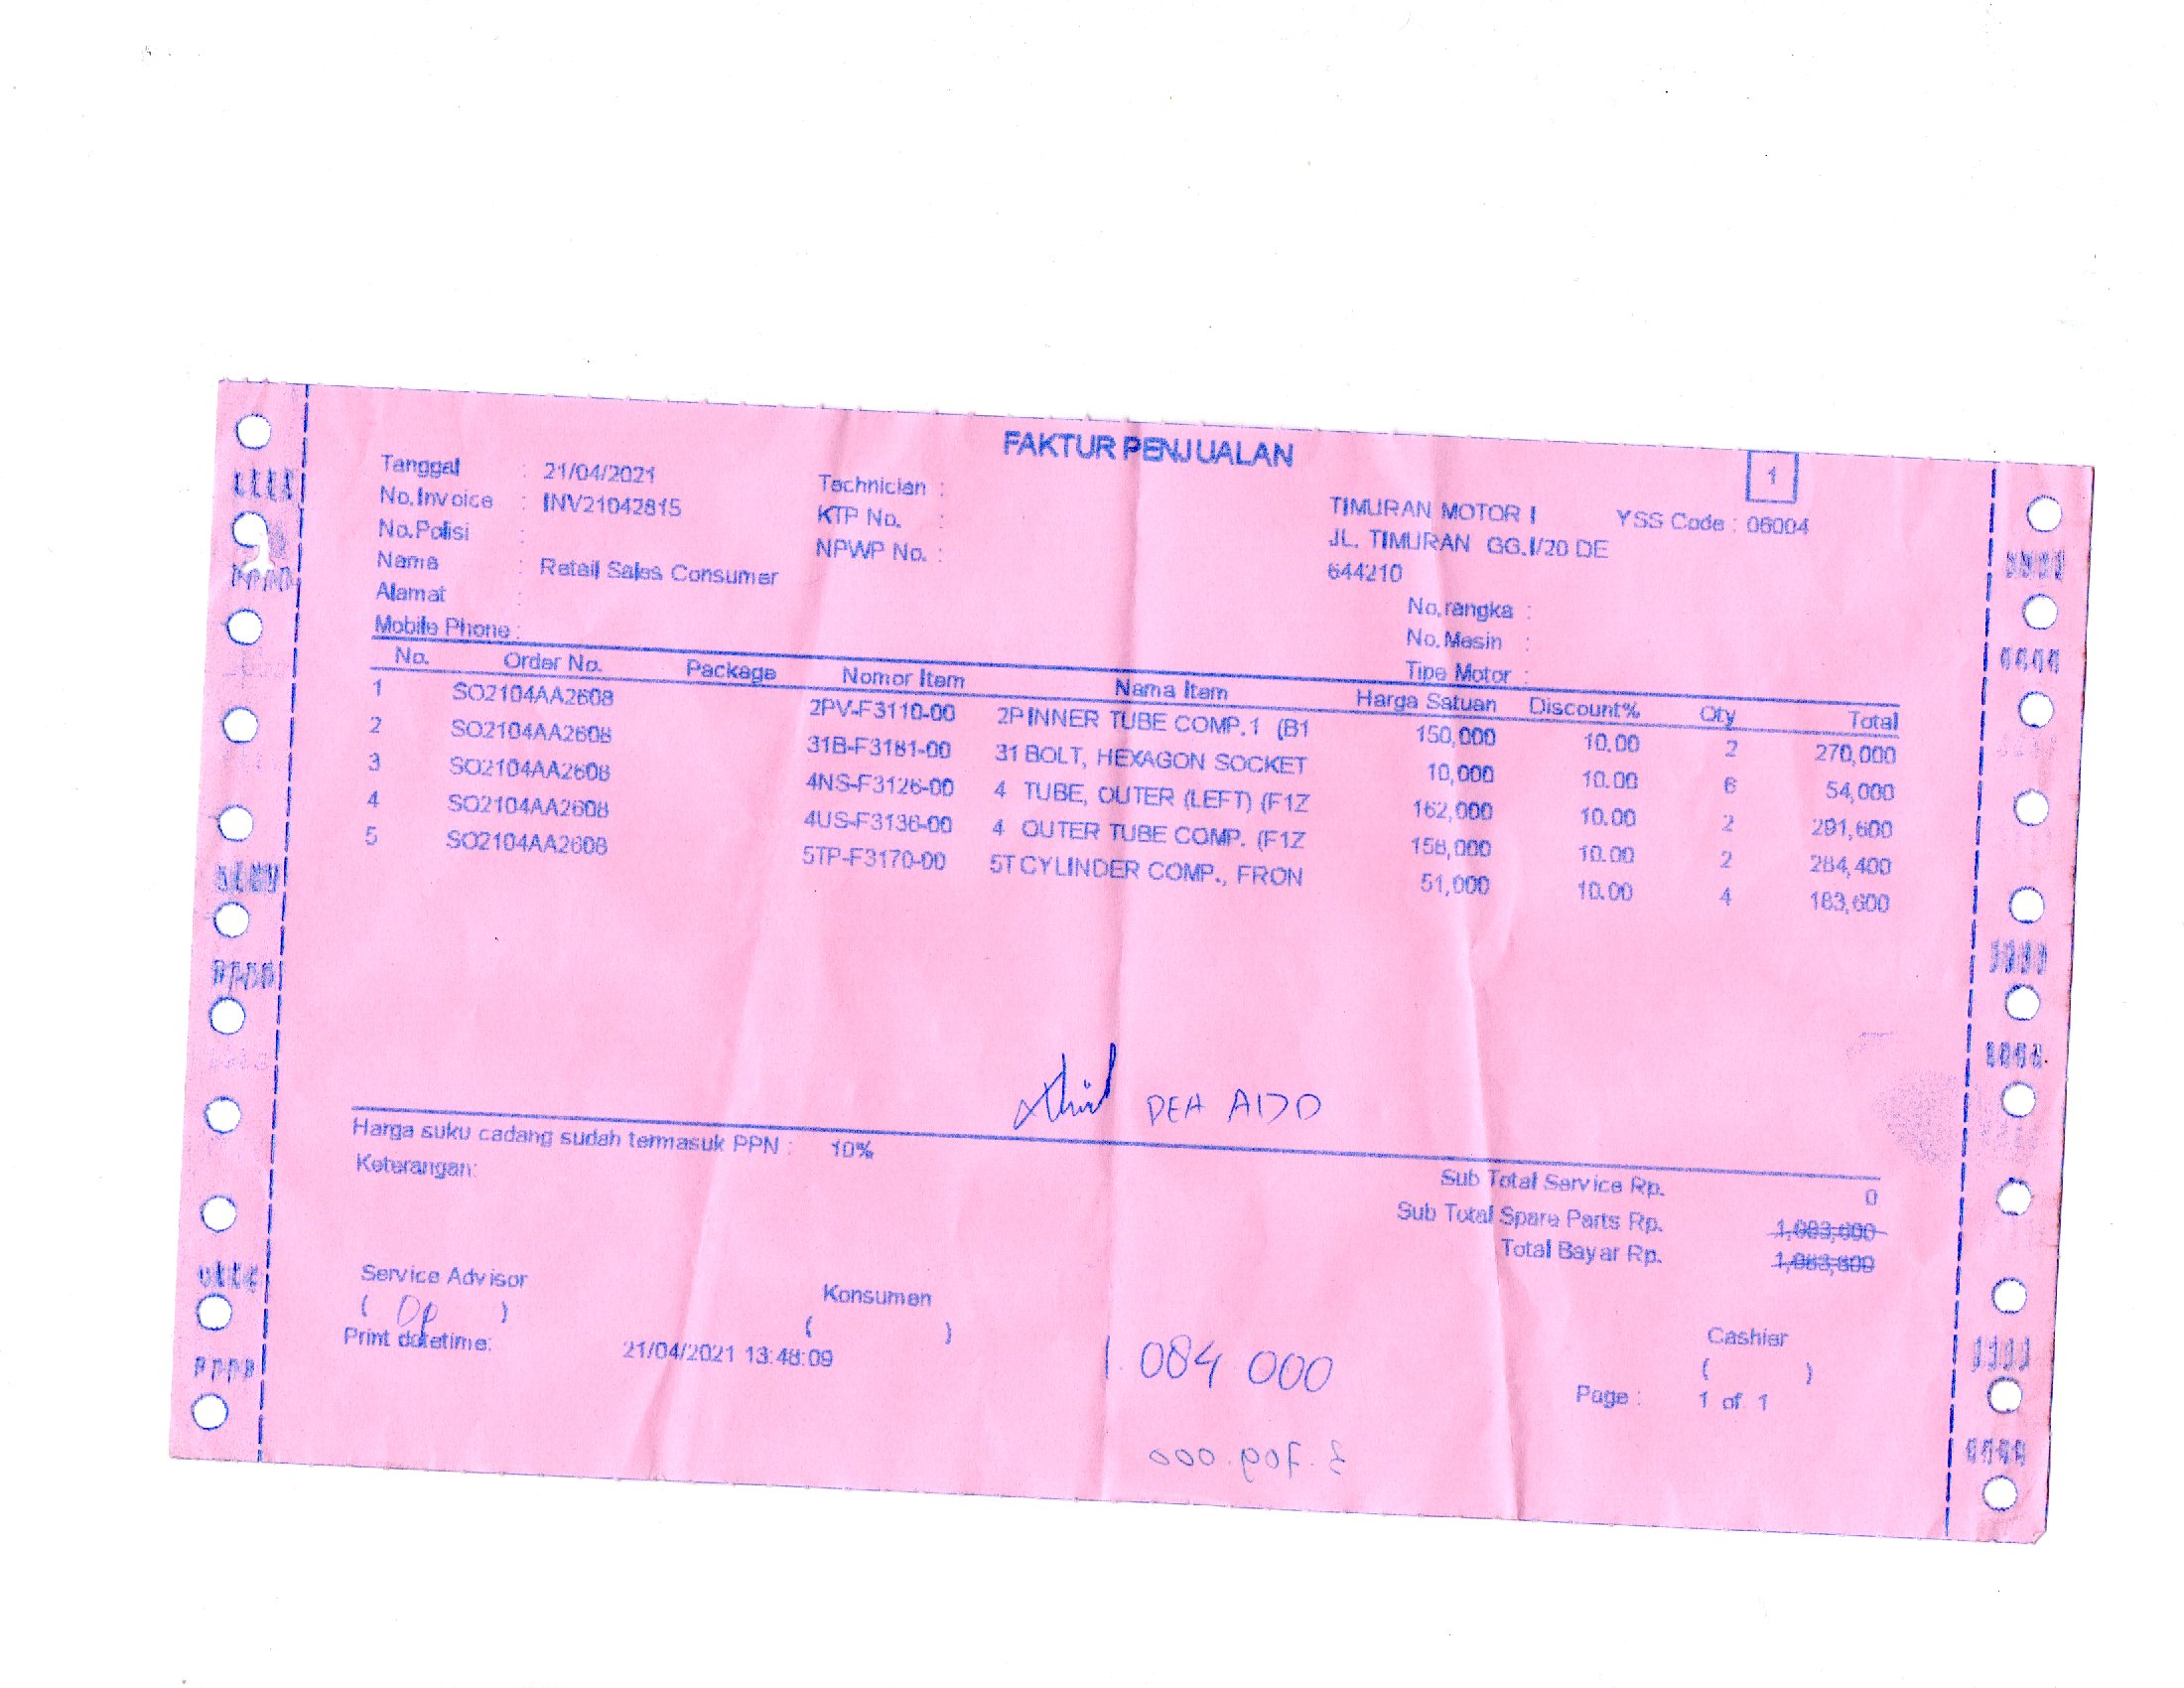 FAKTUR PENJUALAN
1
Tanggal : 21/04/2021
No.Invoice : INV21042815
No.Polisi :
Nama : Retail Sales Consumer
Alamat :
Mobile Phone :
Technician :
KTP No. :
NPWP No. :
TIMURAN MOTOR I YSS Code : 06004
JL. TIMURAN GG.I/20 DE
644210
No.rangka :
No.Mesin :
Tipe Motor :
No. Order No. Package Nomor Item Nama Item Harga Satuan Discount% Qty Total
1 SO2104AA2608 2PV-F3110-00 2P INNER TUBE COMP.1 (B1 150,000 10.00 2 270,000
2 SO2104AA2608 31B-F3181-00 31 BOLT, HEXAGON SOCKET 10,000 10.00 6 54,000
3 SO2104AA2608 4NS-F3126-00 4 TUBE, OUTER (LEFT) (F1Z 162,000 10.00 2 291,600
4 SO2104AA2608 4US-F3136-00 4 OUTER TUBE COMP. (F1Z 158,000 10.00 2 284,400
5 SO2104AA2608 5TP-F3170-00 5T CYLINDER COMP., FRON 51,000 10.00 4 183,600
Harga suku cadang sudah termasuk PPN : 10%
Keterangan:
Sub Total Service Rp. 0
Sub Total Spare Parts Rp. 1,083,600
Total Bayar Rp. 1,083,600
Service Advisor
( )
Konsumen
( )
Cashier
( )
Print datetime: 21/04/2021 13:48:09
1.084 000
Page : 1 of 1
3.709.000